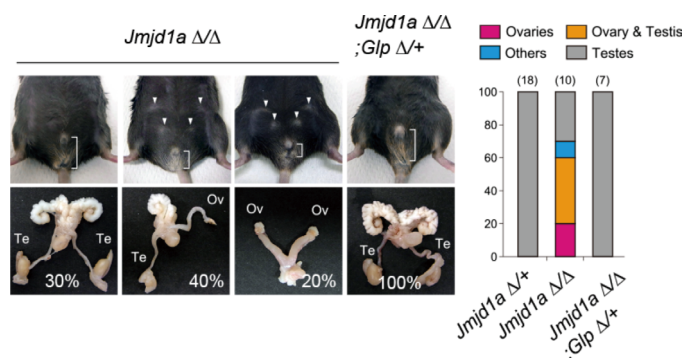 Jmjd1a Δ/Δ
Jmjd1a Δ/Δ
;Glp Δ/+
Te
Te
30%
Ov
Te
40%
Ov
Ov
20%
Te
Te
100%
Ovaries
Ovary & Testis
Others
Testes
(18)
(10)
(7)
100
80
60
40
20
0
Jmjd1a Δ/+
Jmjd1a Δ/Δ
Jmjd1a Δ/Δ
;Glp Δ/+